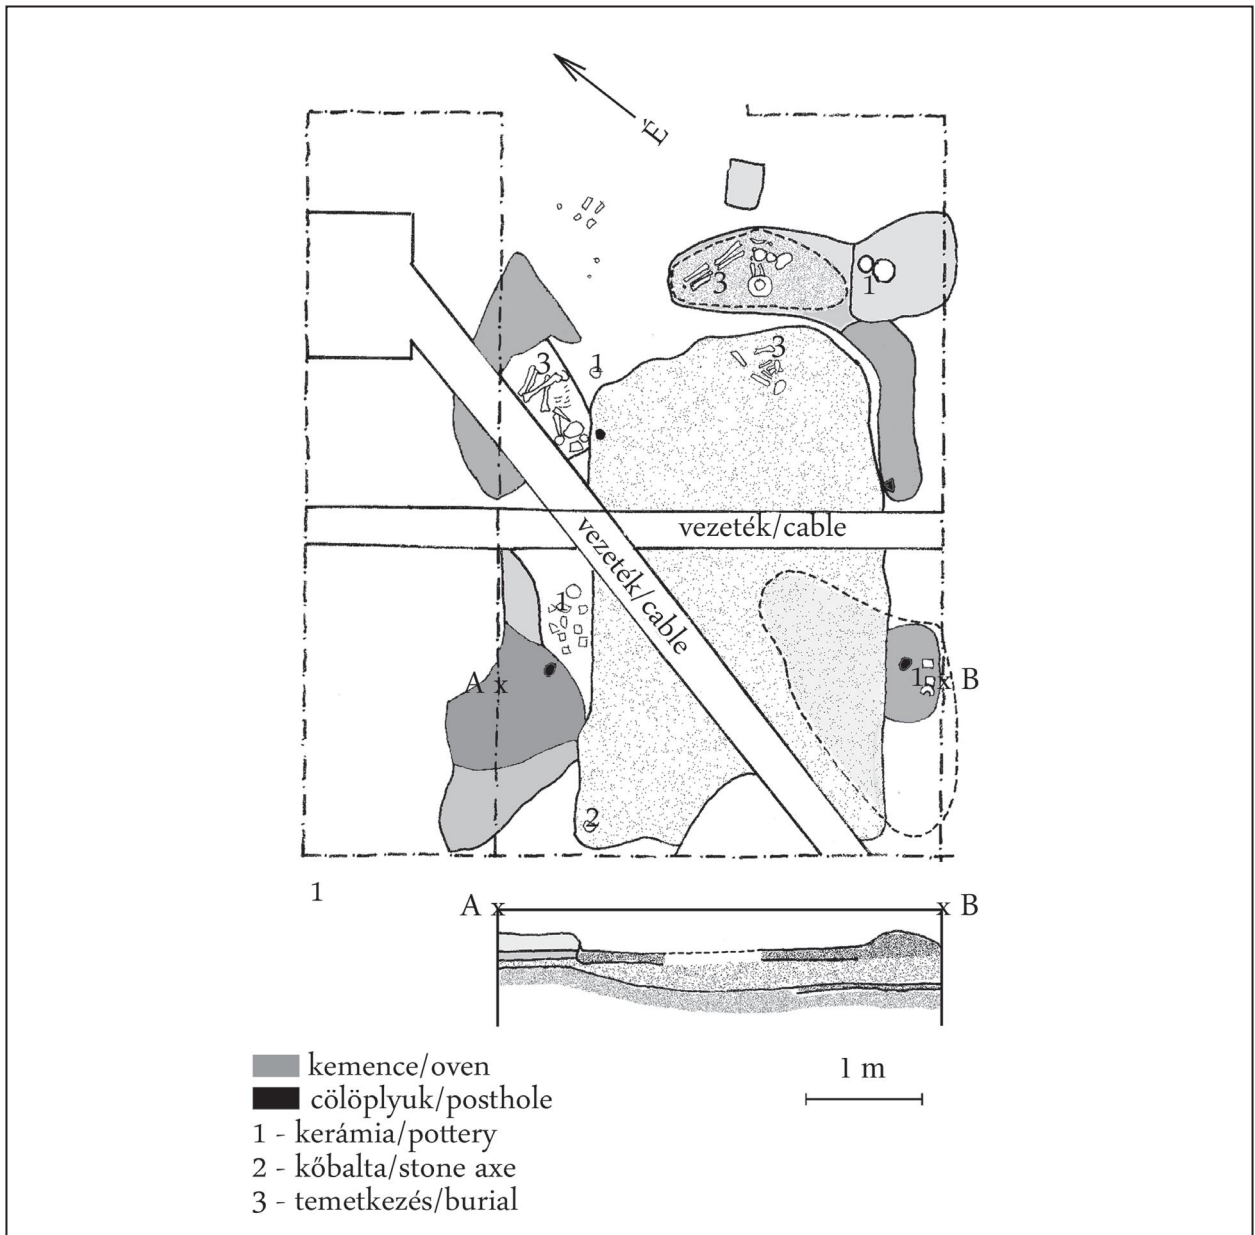 É
3
1
3
1
3
vezeték/cable
vezeték/cable
1
A x
1 x B
2
1
A x
x B
kemence/oven
cölöplyuk/posthole
1 - kerámia/pottery
2 - kőbalta/stone axe
3 - temetkezés/burial
1 m